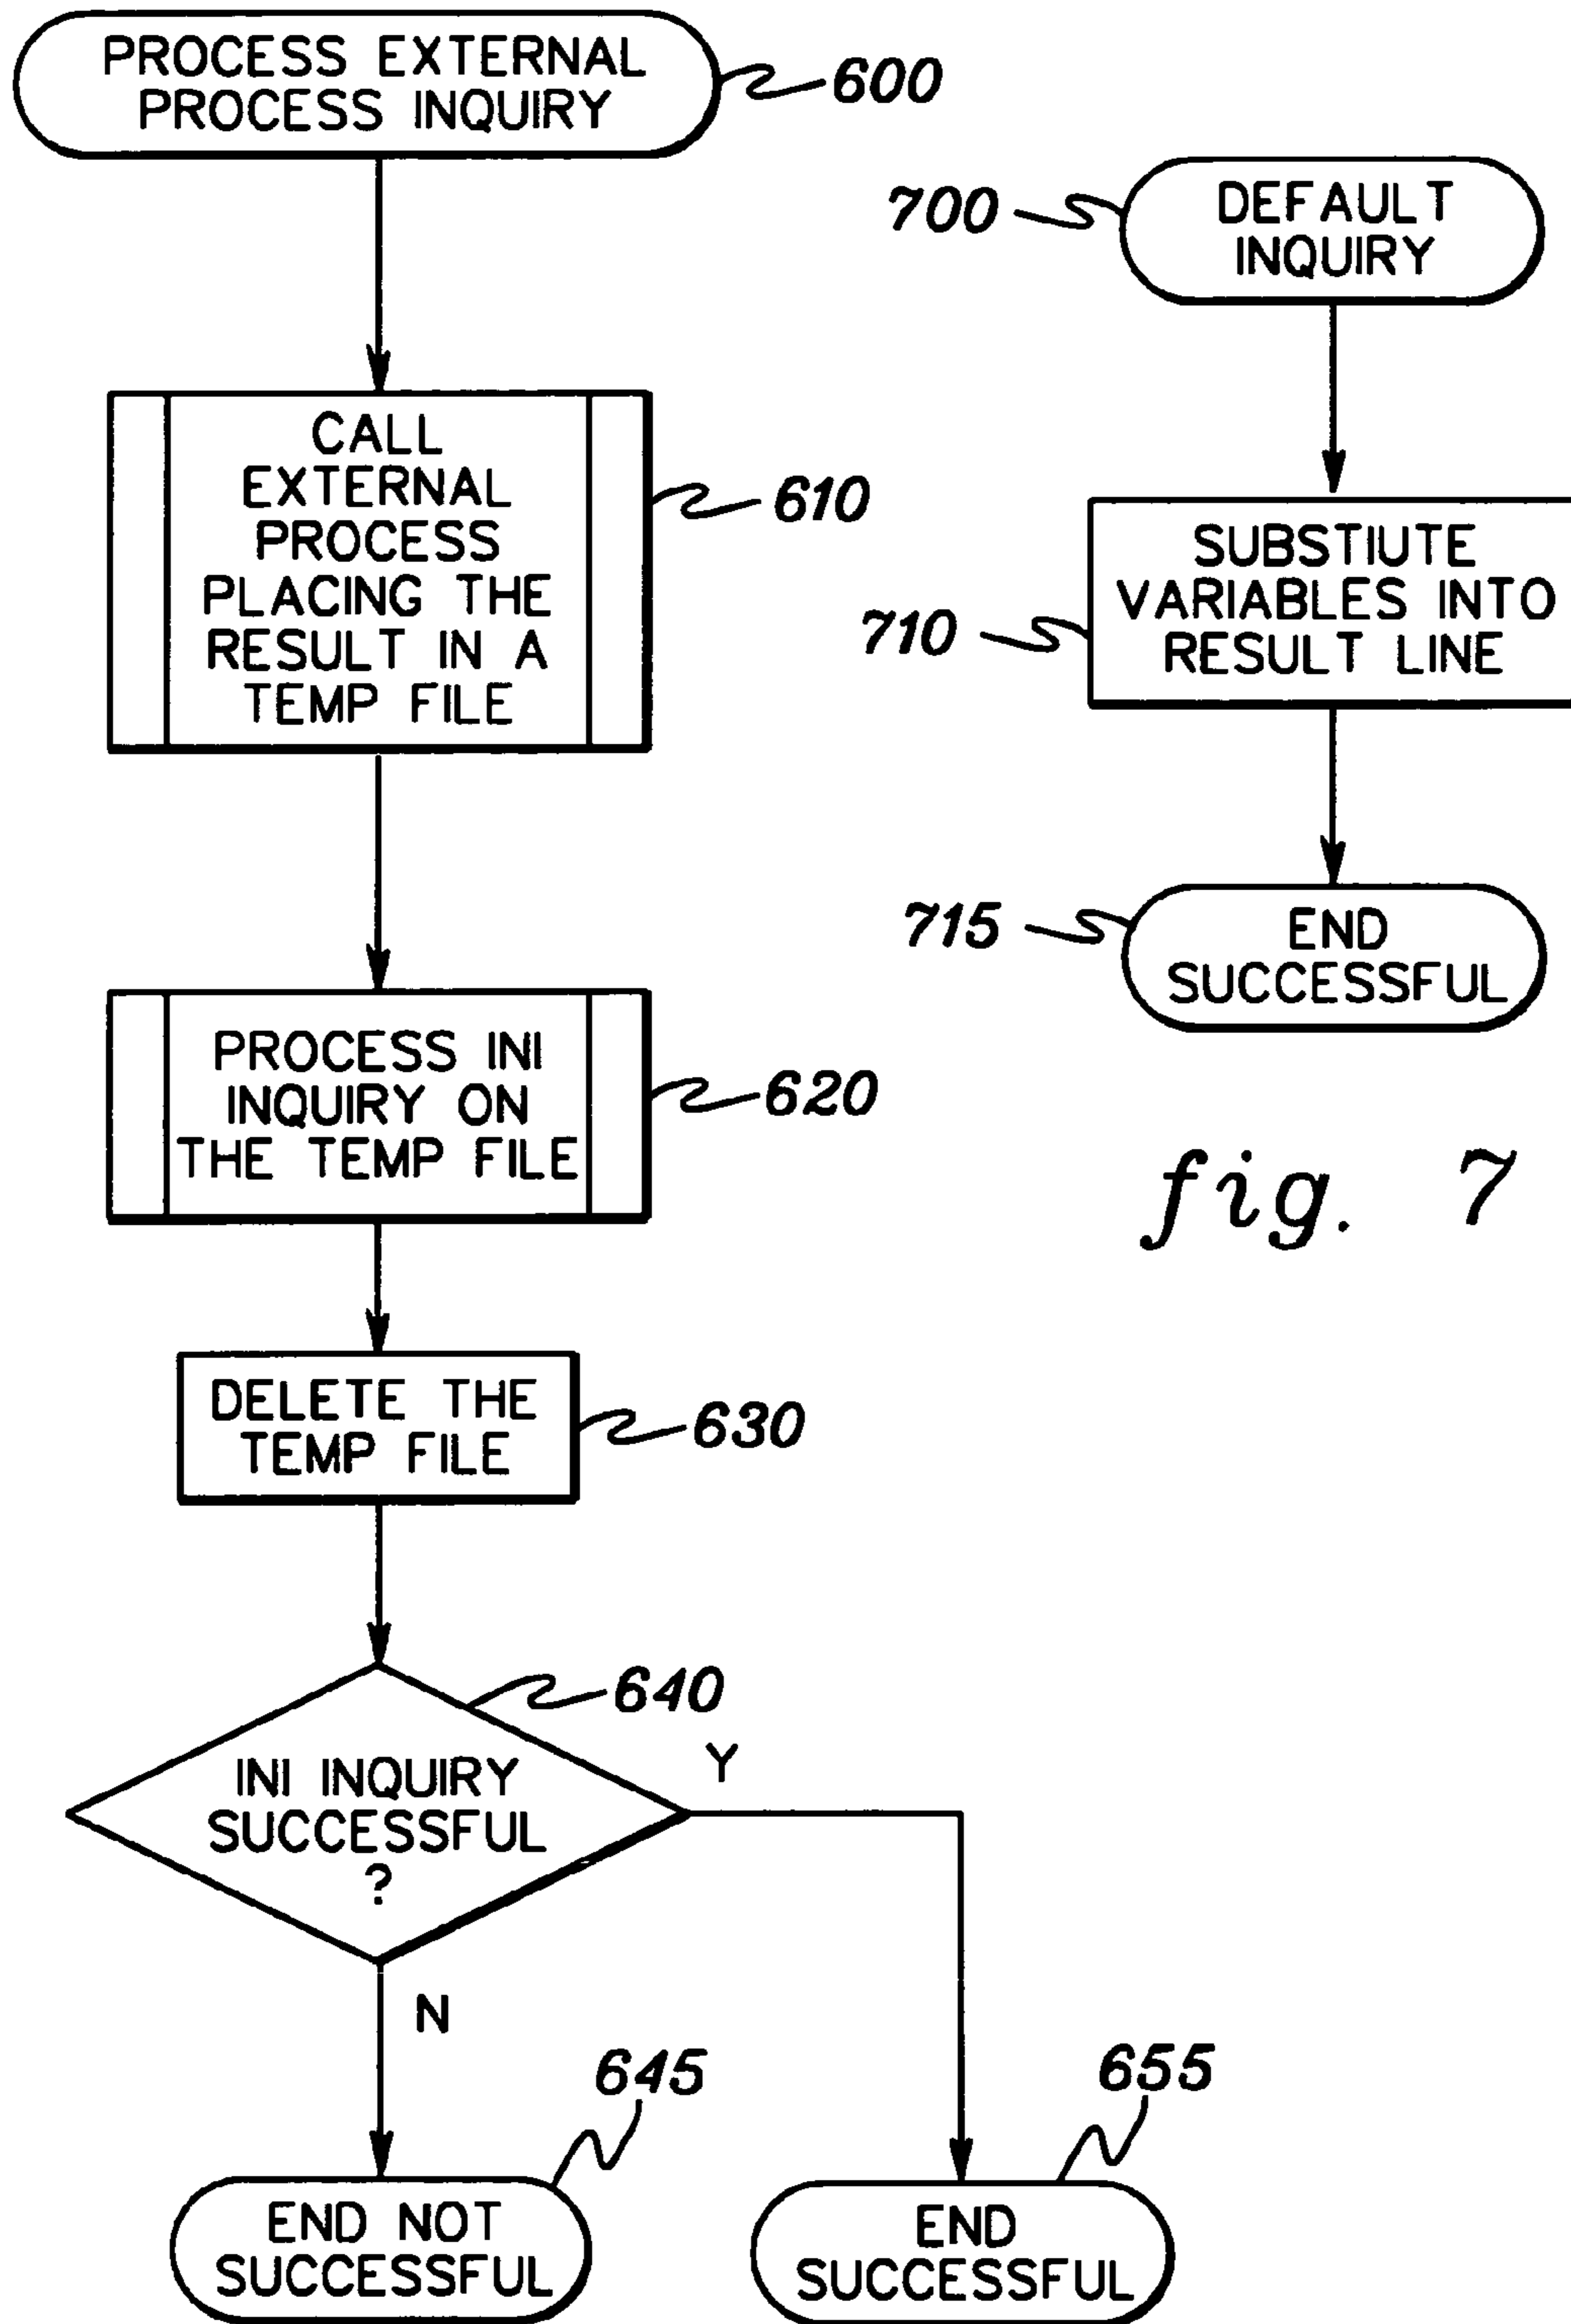 PROCESS EXTERNAL
PROCESS INQUIRY
600
CALL
EXTERNAL
PROCESS
PLACING THE
RESULT IN A
TEMP FILE
610
PROCESS INI
INQUIRY ON
THE TEMP FILE
620
DELETE THE
TEMP FILE
630
640
INI INQUIRY
SUCCESSFUL
?
Y
N
645
END NOT
SUCCESSFUL
655
END
SUCCESSFUL
700
DEFAULT
INQUIRY
710
SUBSTIUTE
VARIABLES INTO
RESULT LINE
715
END
SUCCESSFUL
fig. 7